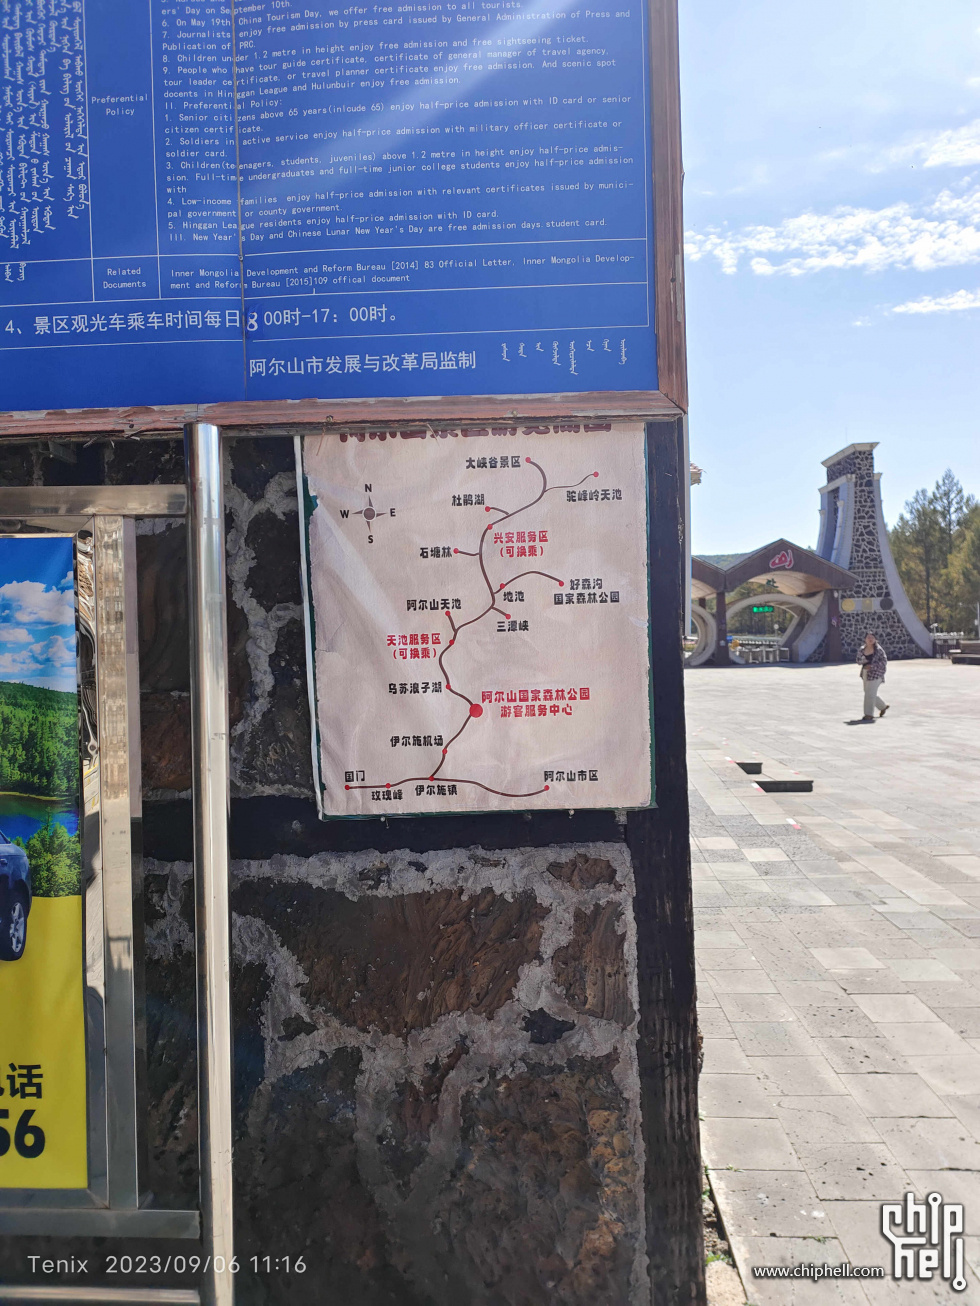 ers' Day on September 10th.
6. On May 19th China Tourism Day, we offer free admission to all tourists
7. Journalists enjoy free admission by press card issued by General Administration of Press and
Publication of PRC.
8. Children under 1.2 metre in height enjoy free admission and free sightseeing ticket.
9. People who have tour guide certificate, certificate of general manager of travel agency,
tour leader certificate, or travel planner certificate enjoy free admission. And scenic spot
docents in Hinggan League and Hulunbuir enjoy free admission.
Preferential
Policy
II. Preferential Policy:
1. Senior citizens above 65 years(inlcude 65) enjoy half-price admission with ID card or senior
citizen certificate.
2. Soldiers in active service enjoy half-price admission with military officer certificate or
soldier card.
3. Children(teenagers, students, juveniles) above 1.2 metre in height enjoy half-price admis-
sion. Full-time undergraduates and full-time junior college students enjoy half-price admission
with
4. Low-income families enjoy half-price admission with relevant certificates issued by munici-
pal government or county government
5. Hinggan League residents enjoy half-price admission with ID card.
III. New Year's Day and Chinese Lunar New Year's Day are free admission days.
Related
Documents
Inner Mongolia Development and Reform Bureau [2014] 83 Official Letter, Inner Mongolia Develop-
ment and Reform Bureau [2015]109 offical document
4、景区观光车乘车时间每日8 00时-17：00时。
阿尔山市发展与改革局监制
大峡谷景区
驼峰岭天池
杜鹃湖
N
W E
S
兴安服务区
(可换乘)
石塘林
好森沟
国家森林公园
地池
阿尔山天池
三潭峡
天池服务区
(可换乘)
乌苏浪子湖
阿尔山国家森林公园
游客服务中心
伊尔施机场
国门
阿尔山市区
玫瑰峰
伊尔施镇
山
话
56
Tenix 2023/09/06 11:16
chiphell
www.chiphell.com